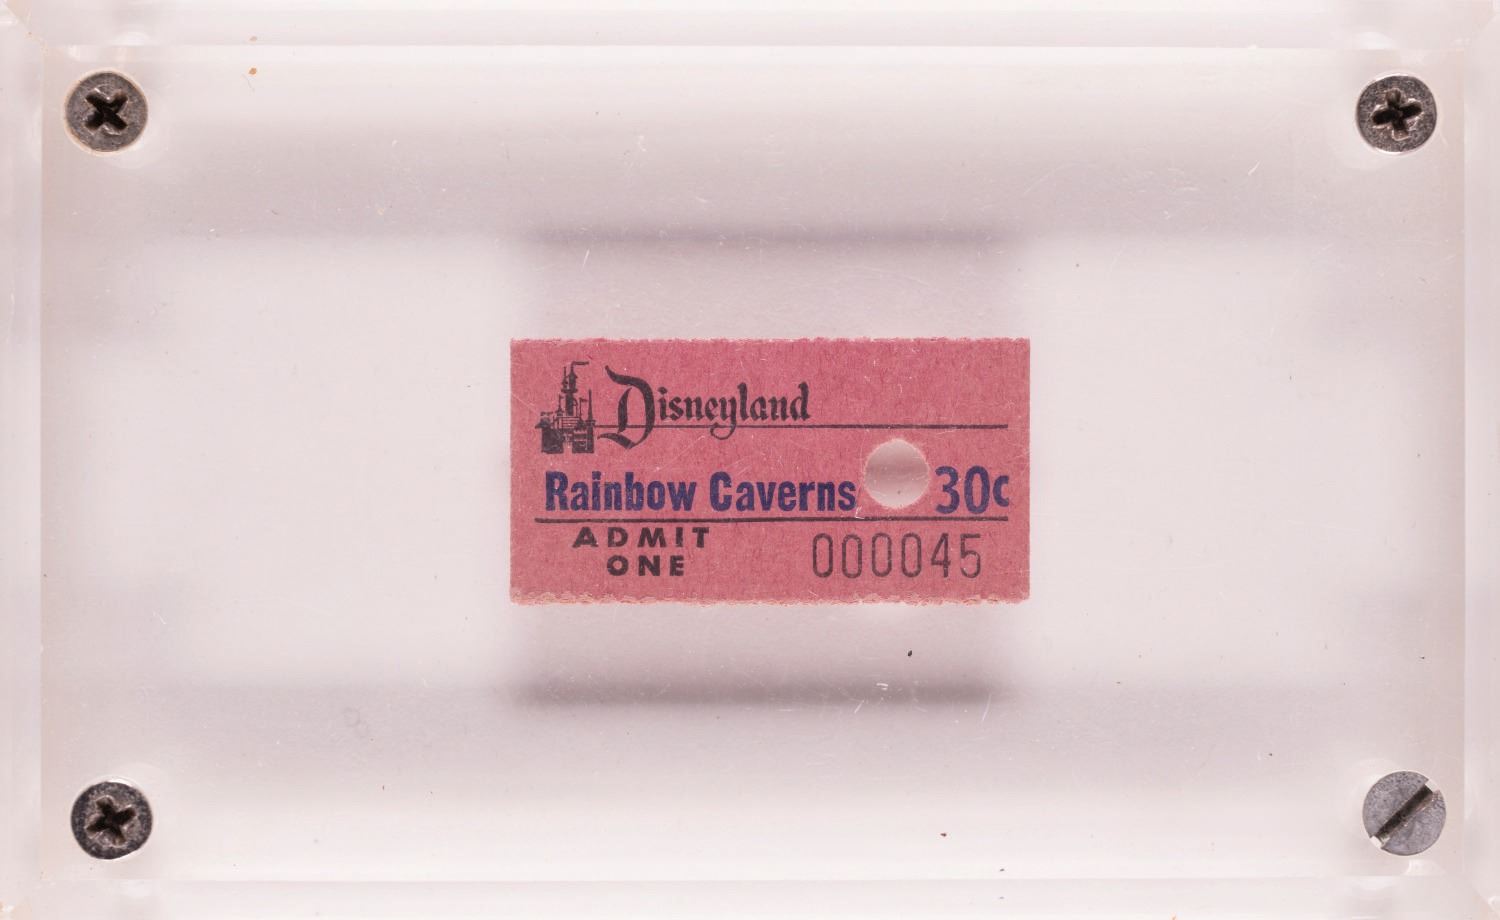 Disneyland
Rainbow Caverns 30c
ADMIT
ONE
000045